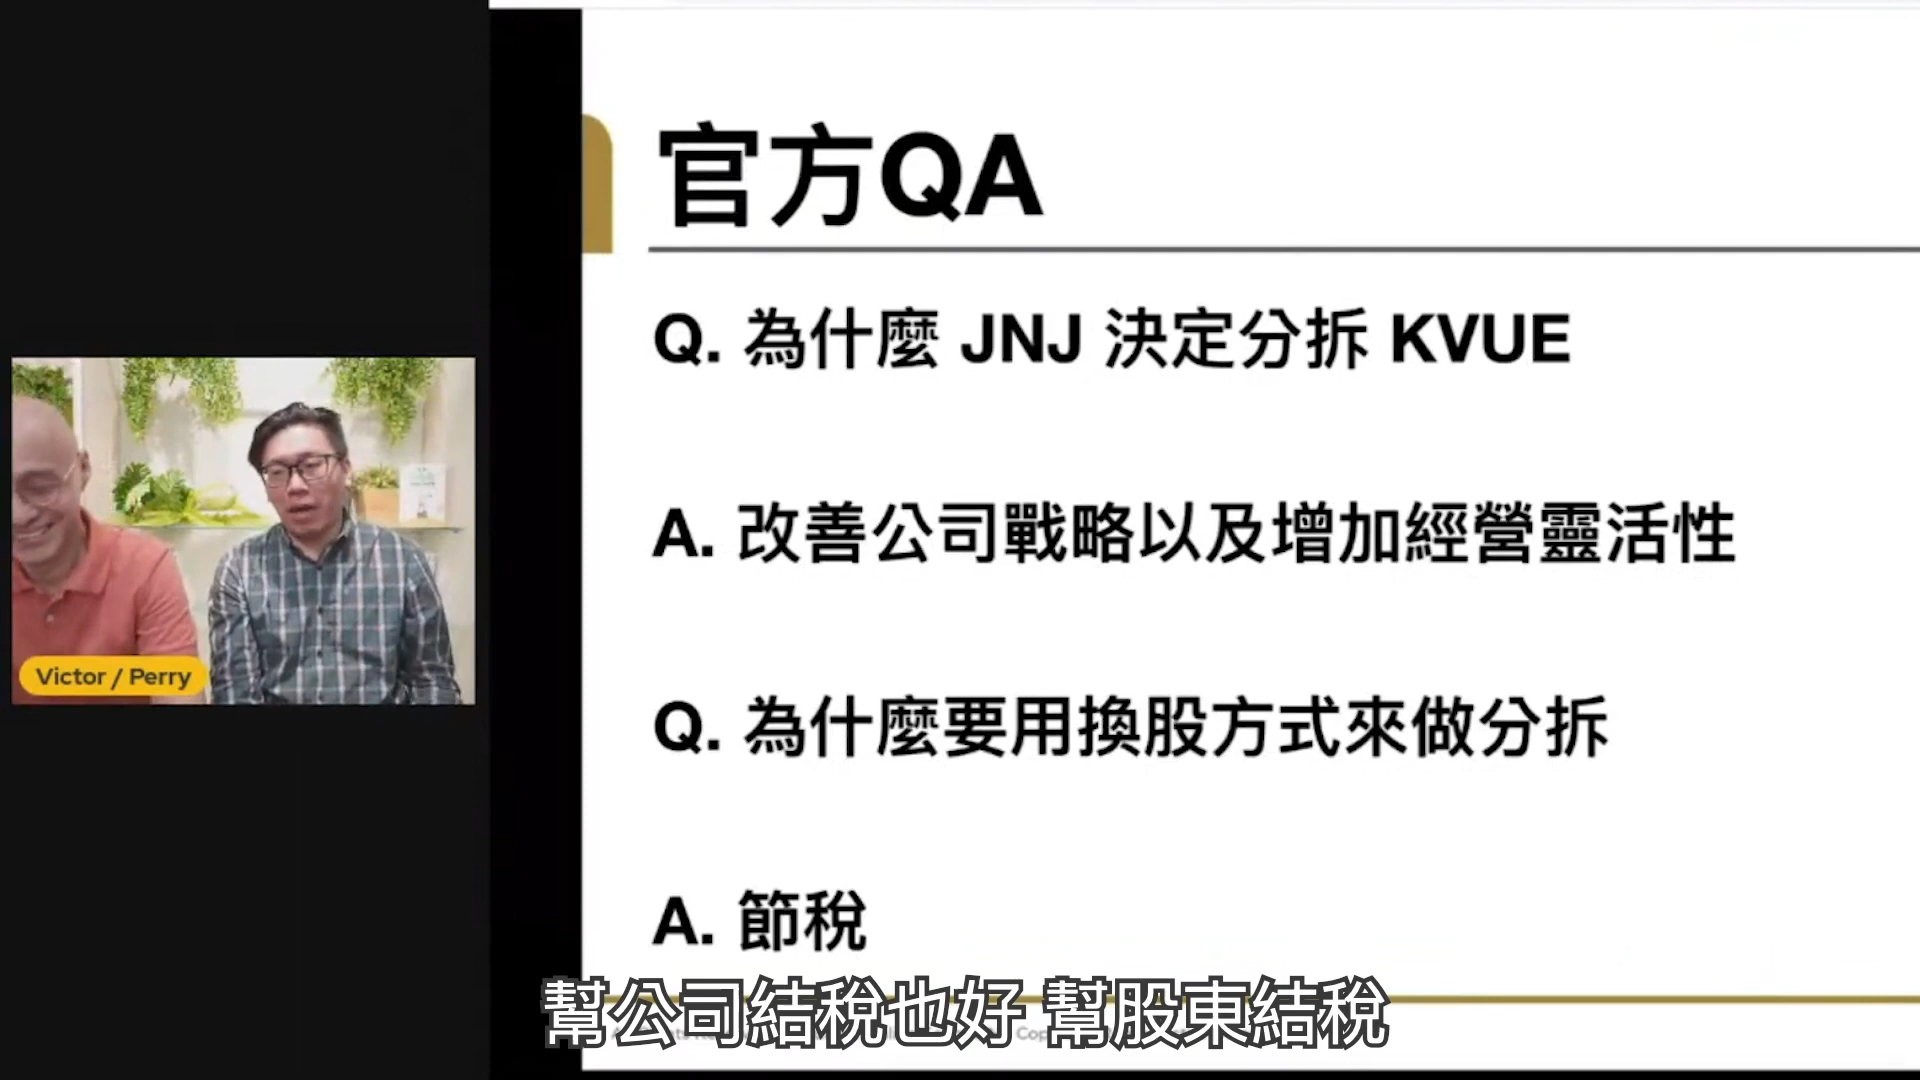 官方QA
Q. 為什麼 JNJ 決定分拆 KVUE
A. 改善公司戰略以及增加經營靈活性
Q. 為什麼要用換股方式來做分拆
A. 節稅
Victor / Perry
幫公司結稅也好 幫股東結稅